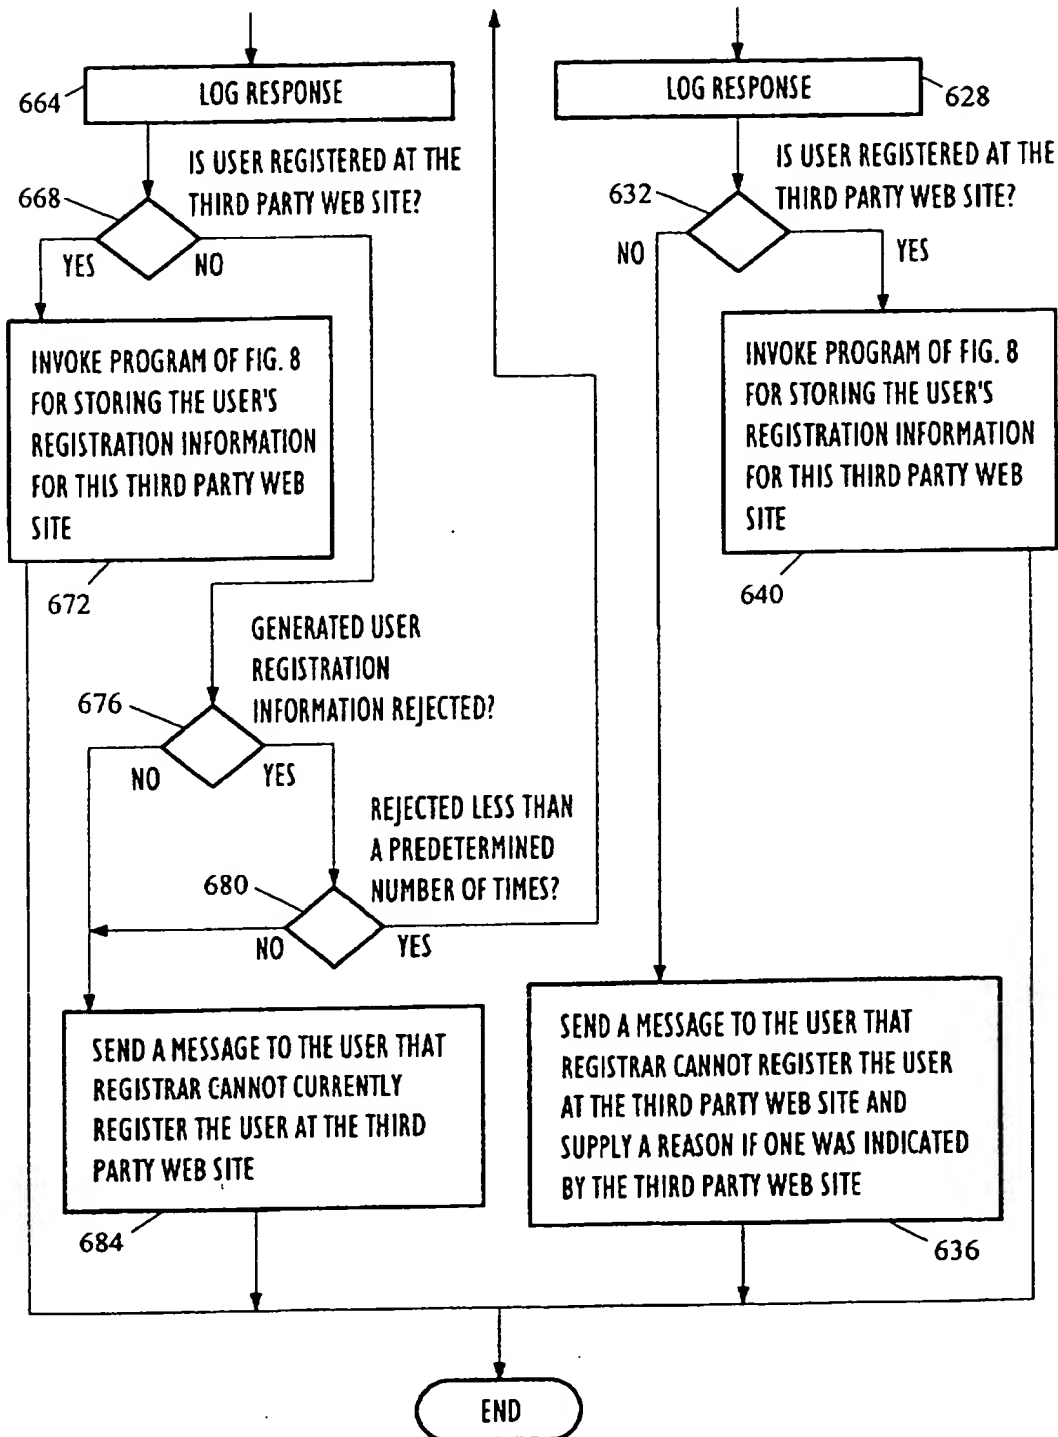 664
LOG RESPONSE
LOG RESPONSE
628
IS USER REGISTERED AT THE
THIRD PARTY WEB SITE?
668
YES
NO
IS USER REGISTERED AT THE
THIRD PARTY WEB SITE?
632
NO
YES
INVOKE PROGRAM OF FIG. 8
FOR STORING THE USER'S
REGISTRATION INFORMATION
FOR THIS THIRD PARTY WEB
SITE
672
INVOKE PROGRAM OF FIG. 8
FOR STORING THE USER'S
REGISTRATION INFORMATION
FOR THIS THIRD PARTY WEB
SITE
640
GENERATED USER
REGISTRATION
INFORMATION REJECTED?
676
NO
YES
REJECTED LESS THAN
A PREDETERMINED
NUMBER OF TIMES?
680
NO
YES
SEND A MESSAGE TO THE USER THAT
REGISTRAR CANNOT CURRENTLY
REGISTER THE USER AT THE THIRD
PARTY WEB SITE
684
SEND A MESSAGE TO THE USER THAT
REGISTRAR CANNOT REGISTER THE USER
AT THE THIRD PARTY WEB SITE AND
SUPPLY A REASON IF ONE WAS INDICATED
BY THE THIRD PARTY WEB SITE
636
END